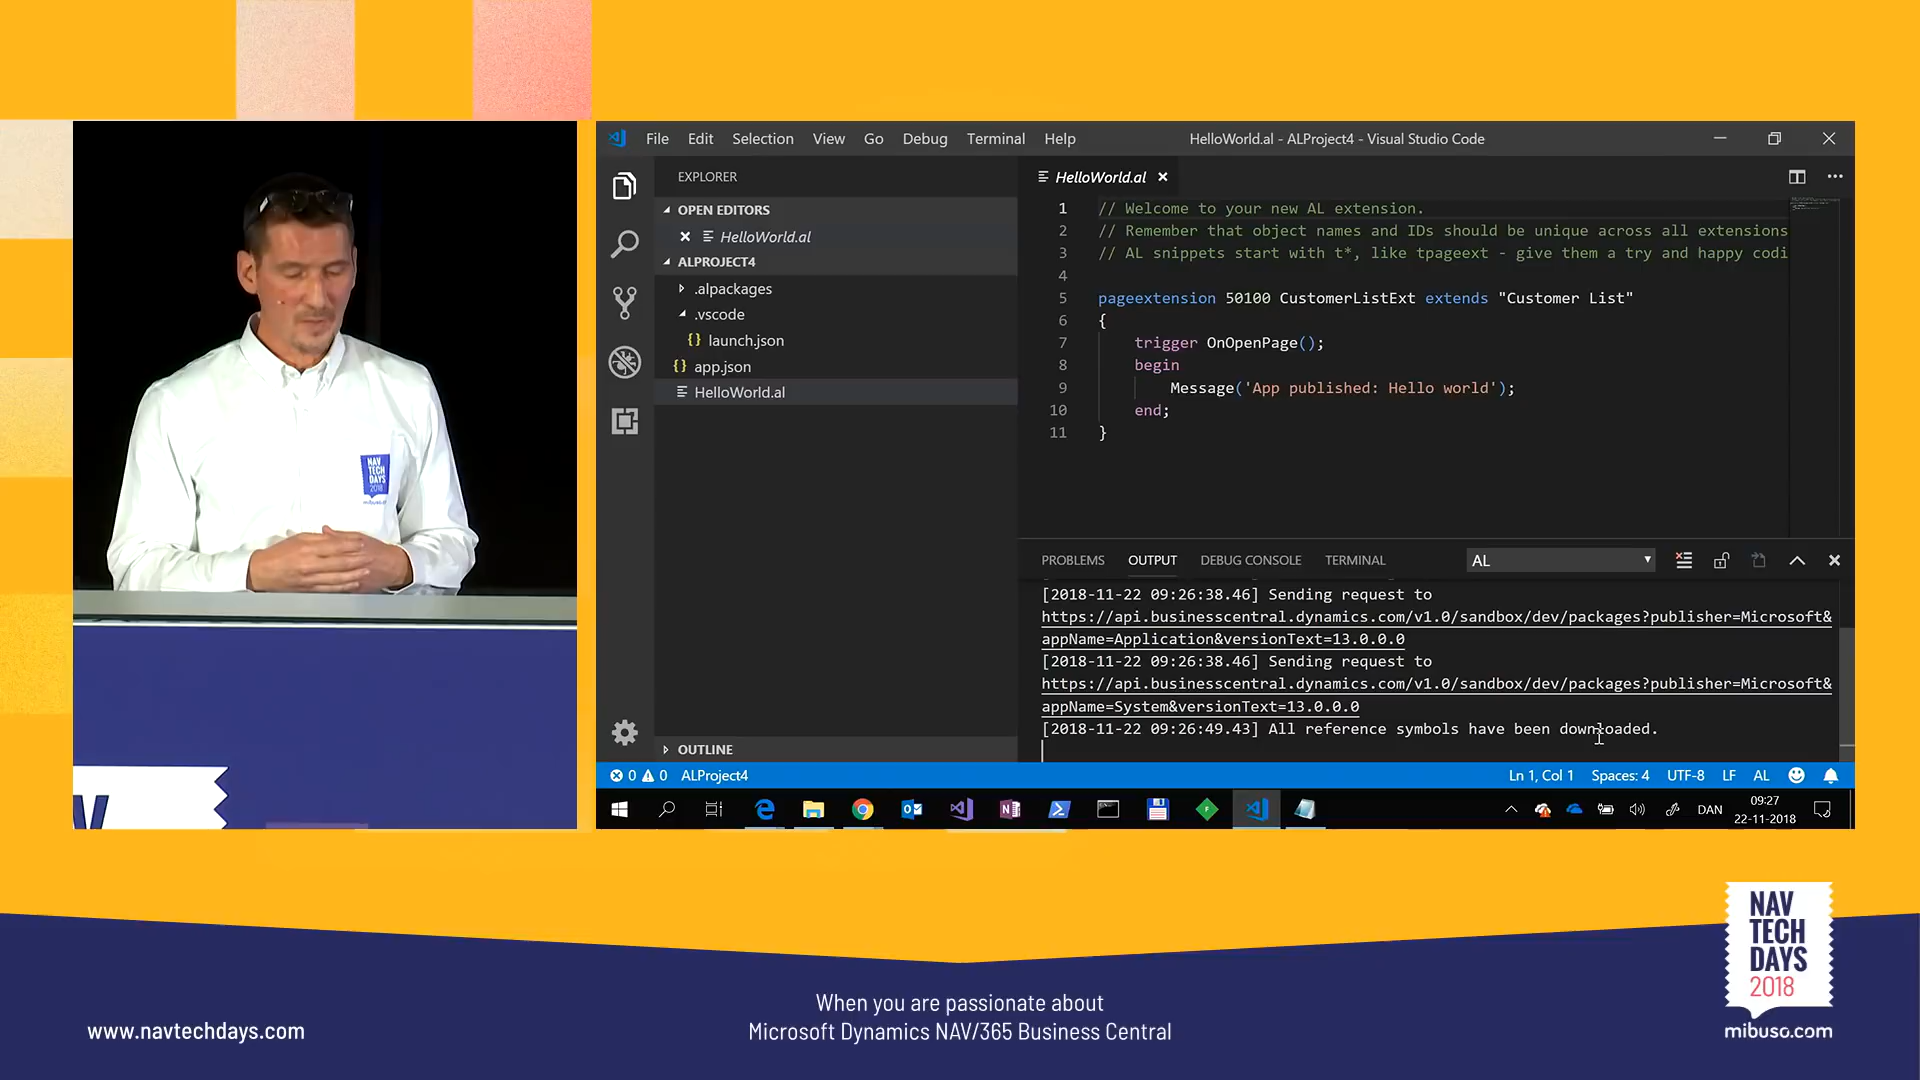 NAV
TECH
DAYS
2018
mibuso
File Edit Selection View Go Debug Terminal Help HelloWorld.al - ALProject4 - Visual Studio Code
EXPLORER
OPEN EDITORS
HelloWorld.al
ALPROJECT4
.alpackages
.vscode
{} launch.json
{} app.json
HelloWorld.al
OUTLINE
HelloWorld.al
1 // Welcome to your new AL extension.
2 // Remember that object names and IDs should be unique across all extensions
3 // AL snippets start with t*, like tpageext - give them a try and happy codi
4
5 pageextension 50100 CustomerListExt extends "Customer List"
6 {
7 trigger OnOpenPage();
8 begin
9 Message('App published: Hello world');
10 end;
11 }
PROBLEMS OUTPUT DEBUG CONSOLE TERMINAL AL
[2018-11-22 09:26:38.46] Sending request to
https://api.businesscentral.dynamics.com/v1.0/sandbox/dev/packages?publisher=Microsoft&
appName=Application&versionText=13.0.0.0
[2018-11-22 09:26:38.46] Sending request to
https://api.businesscentral.dynamics.com/v1.0/sandbox/dev/packages?publisher=Microsoft&
appName=System&versionText=13.0.0.0
[2018-11-22 09:26:49.43] All reference symbols have been downloaded.
0 0 ALProject4 Ln 1, Col 1 Spaces: 4 UTF-8 LF AL
DAN 09:27
22-11-2018
NAV
TECH
DAYS
2018
mibuso.com
When you are passionate about
Microsoft Dynamics NAV/365 Business Central
www.navtechdays.com